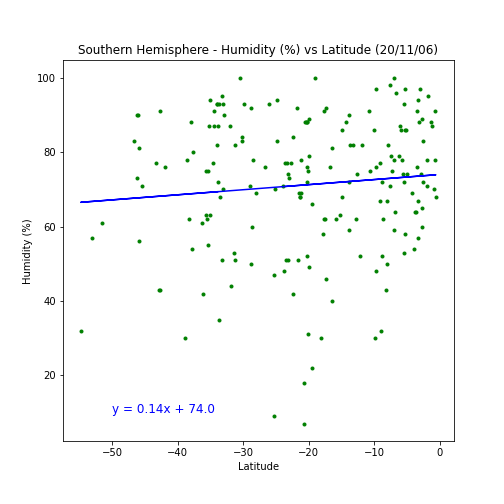 Southern Hemisphere - Humidity (%) vs Latitude (20/11/06)
100
80
60
40
20
Humidity (%)
y = 0.14x + 74.0
−50
−40
−30
−20
−10
0
Latitude